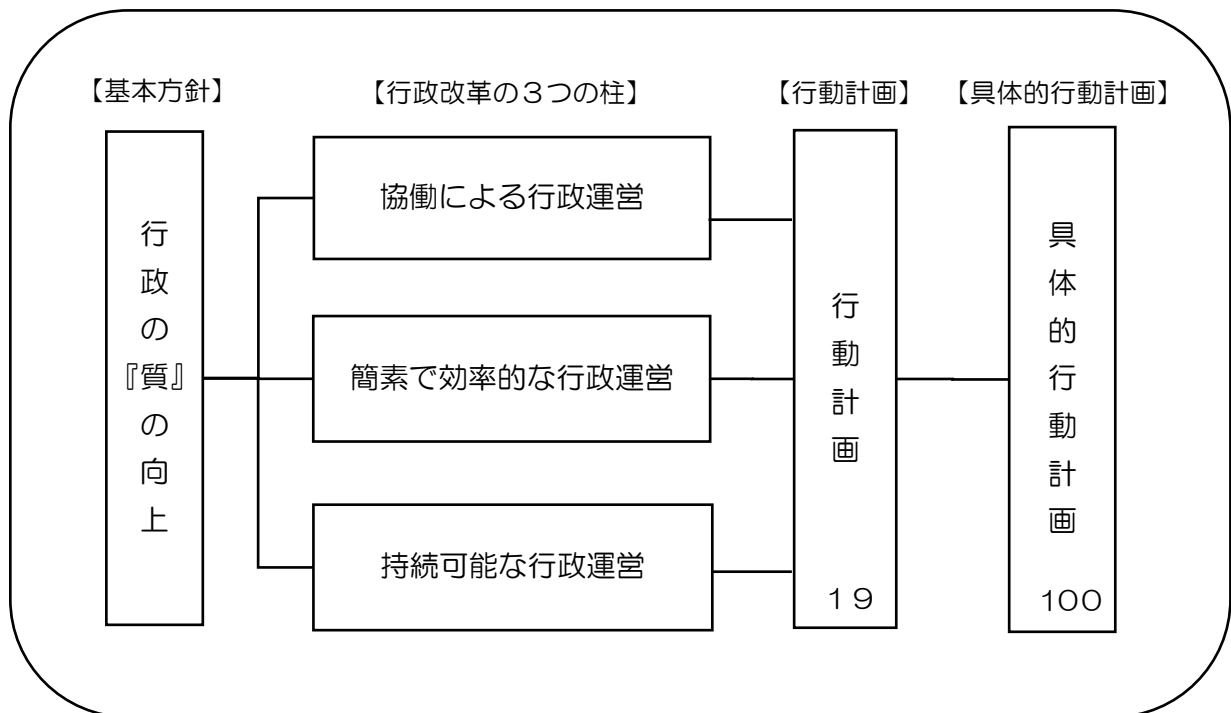 【基本方針】
【行政改革の３つの柱】
【行動計画】
【具体的行動計画】
行政の『質』の向上
協働による行政運営
簡素で効率的な行政運営
持続可能な行政運営
行動計画
１９
具体的行動計画
１００